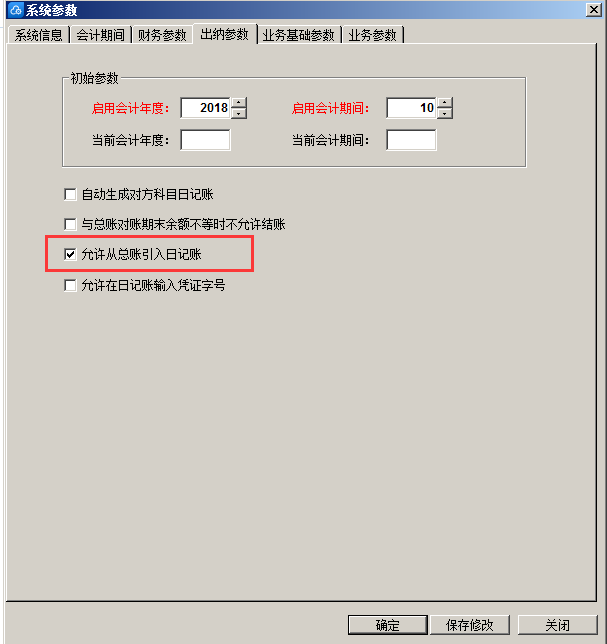 系统参数
系统信息 会计期间 财务参数 出纳参数 业务基础参数 业务参数
初始参数
启用会计年度: 2018 启用会计期间: 10
当前会计年度: 当前会计期间:
自动生成对方科目日记账
与总账对账期末余额不等时不允许结账
允许从总账引入日记账
允许在日记账输入凭证字号
确定 保存修改 关闭